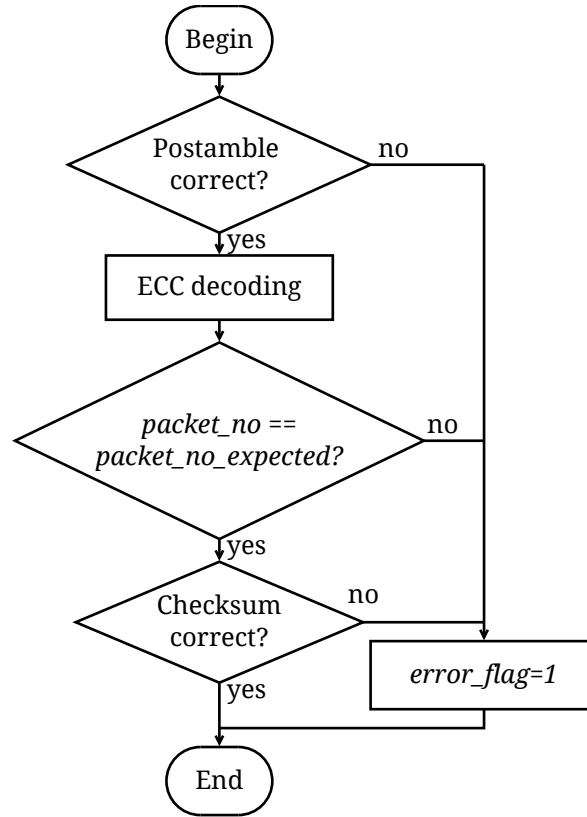 Begin
Postamble
correct?
no
yes
ECC decoding
packet_no ==
packet_no_expected?
no
yes
Checksum
correct?
no
error_flag=1
yes
End